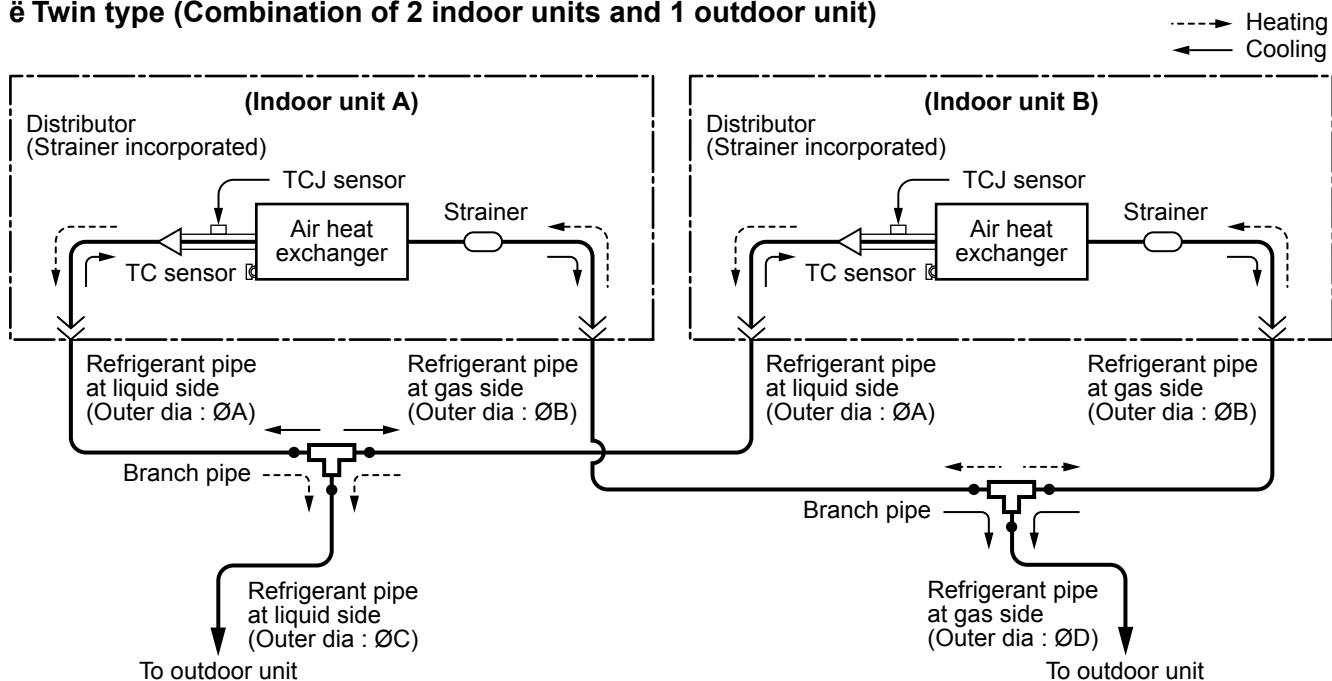 ë Twin type (Combination of 2 indoor units and 1 outdoor unit)
Heating
Cooling
(Indoor unit A)
Distributor
(Strainer incorporated)
TCJ sensor
Strainer
Air heat
exchanger
TC sensor
(Indoor unit B)
Distributor
(Strainer incorporated)
TCJ sensor
Strainer
Air heat
exchanger
TC sensor
Refrigerant pipe
at liquid side
(Outer dia : ØA)
Refrigerant pipe
at gas side
(Outer dia : ØB)
Refrigerant pipe
at liquid side
(Outer dia : ØA)
Refrigerant pipe
at gas side
(Outer dia : ØB)
Branch pipe
Branch pipe
Refrigerant pipe
at liquid side
(Outer dia : ØC)
To outdoor unit
Refrigerant pipe
at gas side
(Outer dia : ØD)
To outdoor unit